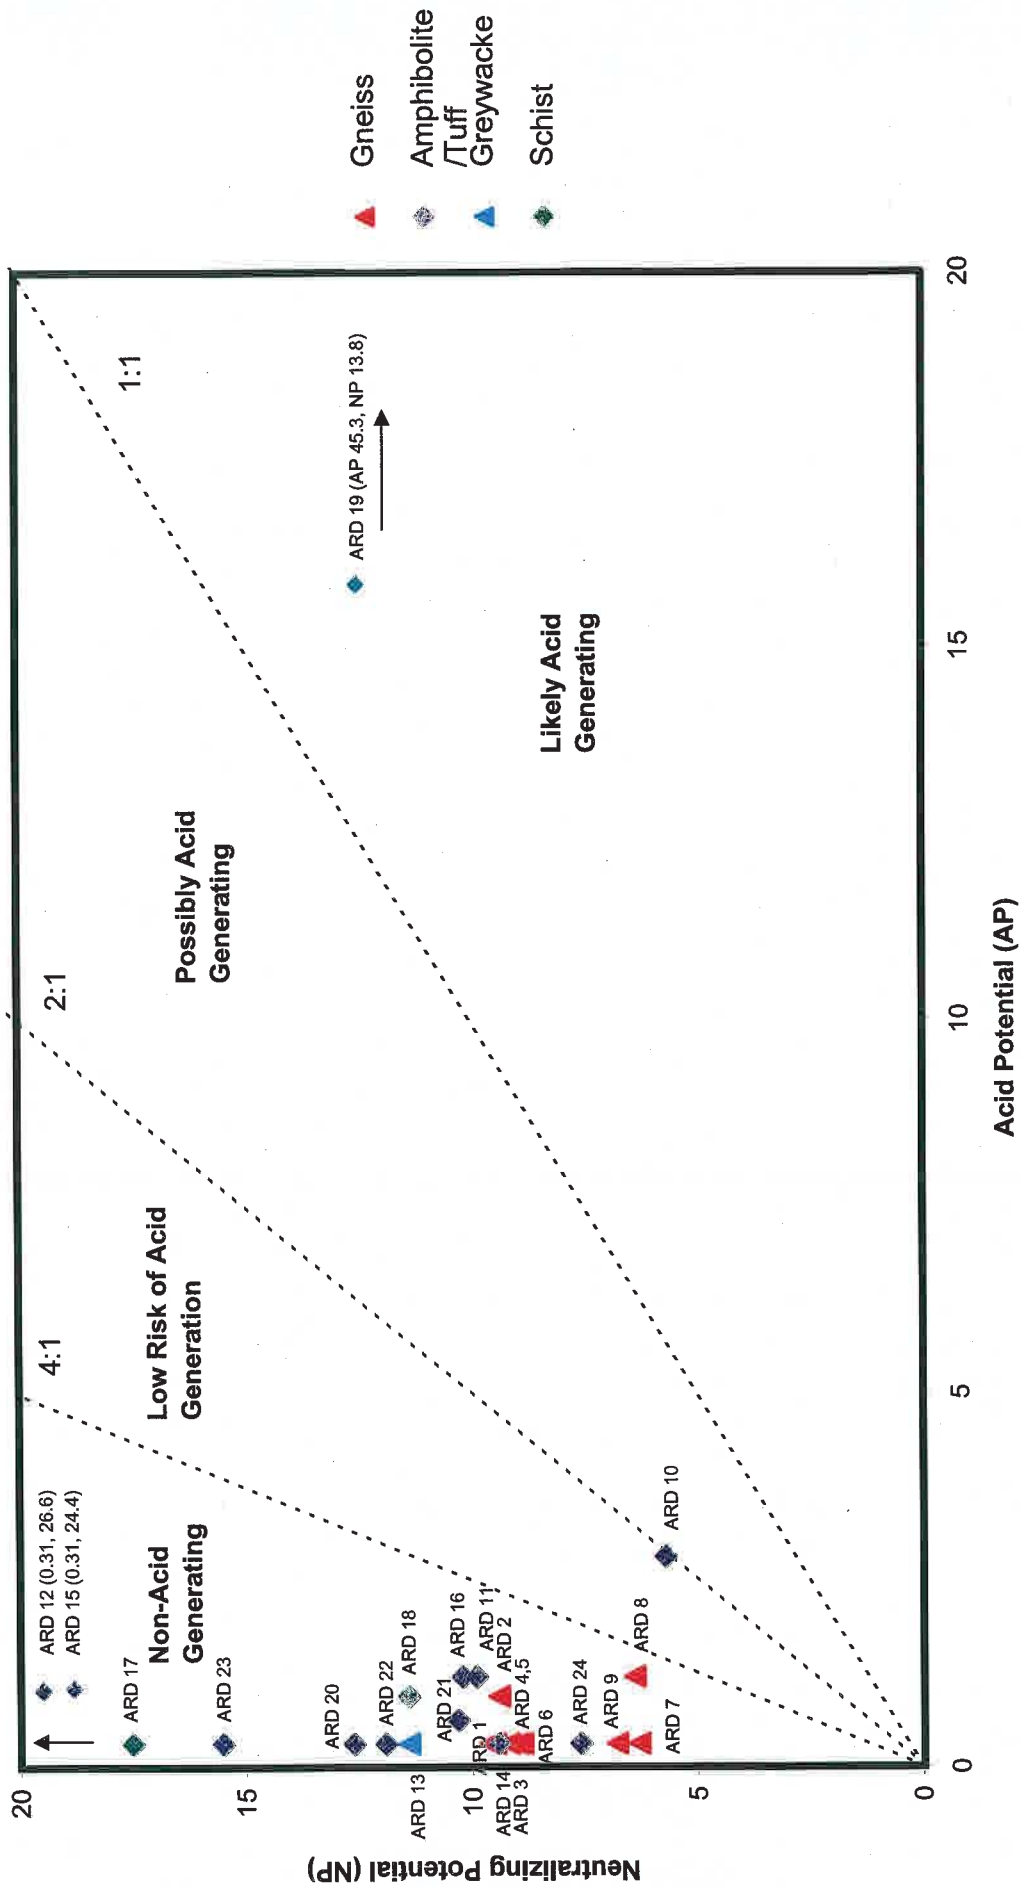 20
15
10
5
0
Neutralizing Potential (NP)
0
5
10
15
20
Acid Potential (AP)
4:1
2:1
1:1
Non-Acid
Generating
Low Risk of Acid
Generation
Possibly Acid
Generating
Likely Acid
Generating
ARD 12 (0.31, 26.6)
ARD 15 (0.31, 24.4)
ARD 17
ARD 23
ARD 20
ARD 22
ARD 18
ARD 13
ARD 21
ARD 16
ARD 11
ARD 2
ARD 1
ARD 4,5
ARD 14
ARD 3
ARD 6
ARD 24
ARD 9
ARD 8
ARD 7
ARD 10
ARD 19 (AP 45.3, NP 13.8)
Gneiss
Amphibolite
/Tuff
Greywacke
Schist